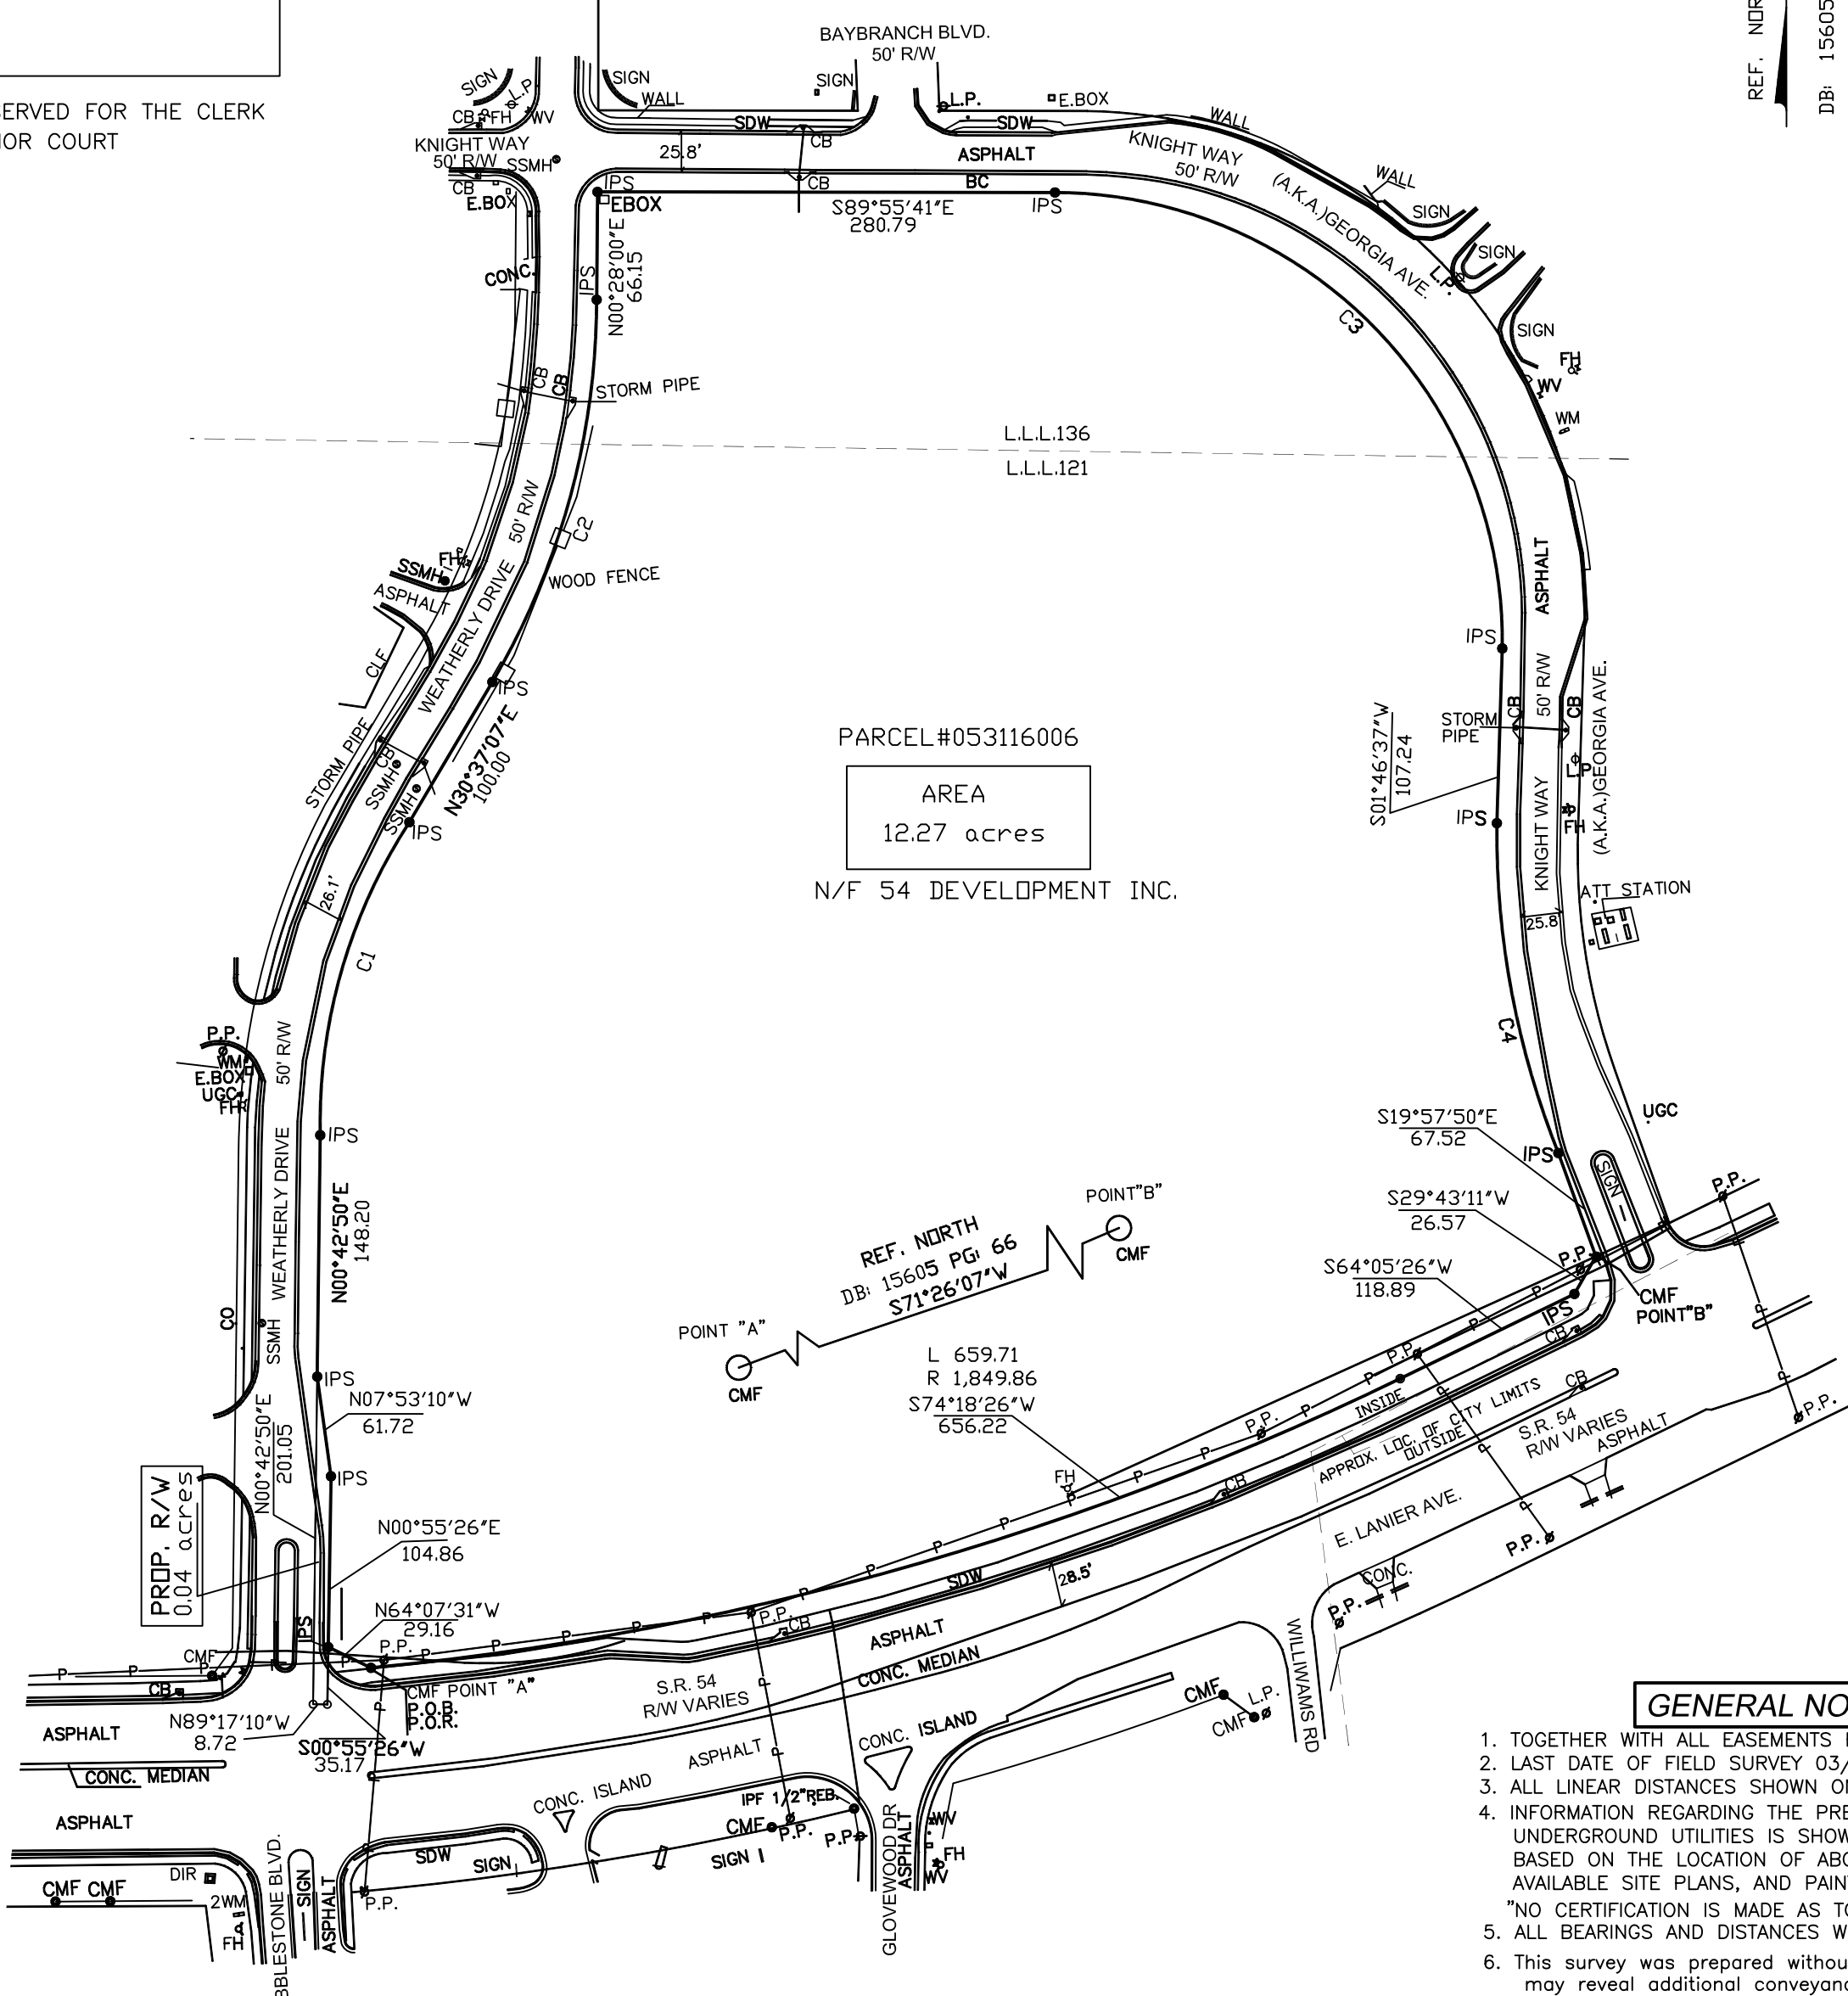 REF. NOR
DB: 15605
ERVED FOR THE CLERK
IOR COURT
BAYBRANCH BLVD.
50' R/W
SIGN
L.P.
CB
FH
WV
SIGN
WALL
SIGN
L.P.
E.BOX
SDW
SDW
WALL
KNIGHT WAY
50' R/W
SSMH
25.8'
CB
ASPHALT
KNIGHT WAY
50' R/W
CB
E.BOX
IPS
EBOX
CB
BC
S89°55'41"E
280.79
IPS
(A.K.A.)GEORGIA AVE.
WALL
SIGN
SIGN
L.P.
SIGN
FH
WV
WM
CONC.
IPS
N00°28'00"E
66.15
C3
CB
CB
STORM PIPE
L.L.L.136
L.L.L.121
50' R/W
C2
FH
SSMH
ASPHALT
WOOD FENCE
WEATHERLY DRIVE
CLF
IPS
N30°37'07"E
100.00
STORM PIPE
CB
SSMH
SSMH
IPS
ASPHALT
IPS
50' R/W
CB
CB
STORM
PIPE
S01°46'37"W
107.24
L.P.
(A.K.A.)GEORGIA AVE.
IPS
FH
KNIGHT WAY
ATT STATION
25.8'
PARCEL#053116006
AREA
12.27 acres
N/F 54 DEVELOPMENT INC.
26.1'
C1
P.P.
WM
E.BOX
UGC
FH
50' R/W
WEATHERLY DRIVE
IPS
N00°42'50"E
148.20
CO
SSMH
IPS
C4
UGC
S19°57'50"E
67.52
IPS
SIGN
P.P.
S29°43'11"W
26.57
P.P.
S64°05'26"W
118.89
IPS
CB
CMF
POINT"B"
POINT"B"
CMF
REF. NORTH
DB: 15605 PG: 66
S71°26'07"W
POINT "A"
CMF
L 659.71
R 1,849.86
S74°18'26"W
656.22
P.P.
P.P.
INSIDE
APPROX. LOC. OF CITY LIMITS
OUTSIDE
CB
S.R. 54
R/W VARIES
ASPHALT
P.P.
FH
CB
E. LANIER AVE.
P.P.
N07°53'10"W
61.72
N00°42'50"E
201.05
IPS
PROP. R/W
0.04 acres
N00°55'26"E
104.86
N64°07'31"W
29.16
IPS
P.P.
CMF
P
CB
CMF POINT "A"
P.O.B.
P.O.R.
N89°17'10"W
8.72
S00°55'26"W
35.17
SDW
28.5'
P.P.
CB
ASPHALT
CONC. MEDIAN
S.R. 54
R/W VARIES
CONC.
P.P.
WILLIWAMS RD
CMF
L.P.
CMF
ASPHALT
CONC. MEDIAN
ASPHALT
ASPHALT
CONC. ISLAND
CONC. ISLAND
IPF 1/2"REB.
CMF
P.P.
P.P.
SIGN
WV
FH
WV
GLOVEWOOD DR
ASPHALT
SDW
SIGN
P.P.
DIR
CMF CMF
2WM
FH
BBLESTONE BLVD.
SIGN
ASPHALT
GENERAL NO
1. TOGETHER WITH ALL EASEMENTS
2. LAST DATE OF FIELD SURVEY 03/
3. ALL LINEAR DISTANCES SHOWN O
4. INFORMATION REGARDING THE PRE
UNDERGROUND UTILITIES IS SHOW
BASED ON THE LOCATION OF ABO
AVAILABLE SITE PLANS, AND PAIN
"NO CERTIFICATION IS MADE AS TO
5. ALL BEARINGS AND DISTANCES W
6. This survey was prepared withou
may reveal additional conveyanc